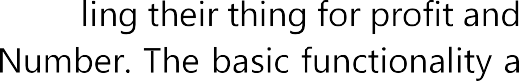 ling their thing for profit and
Number. The basic functionality a